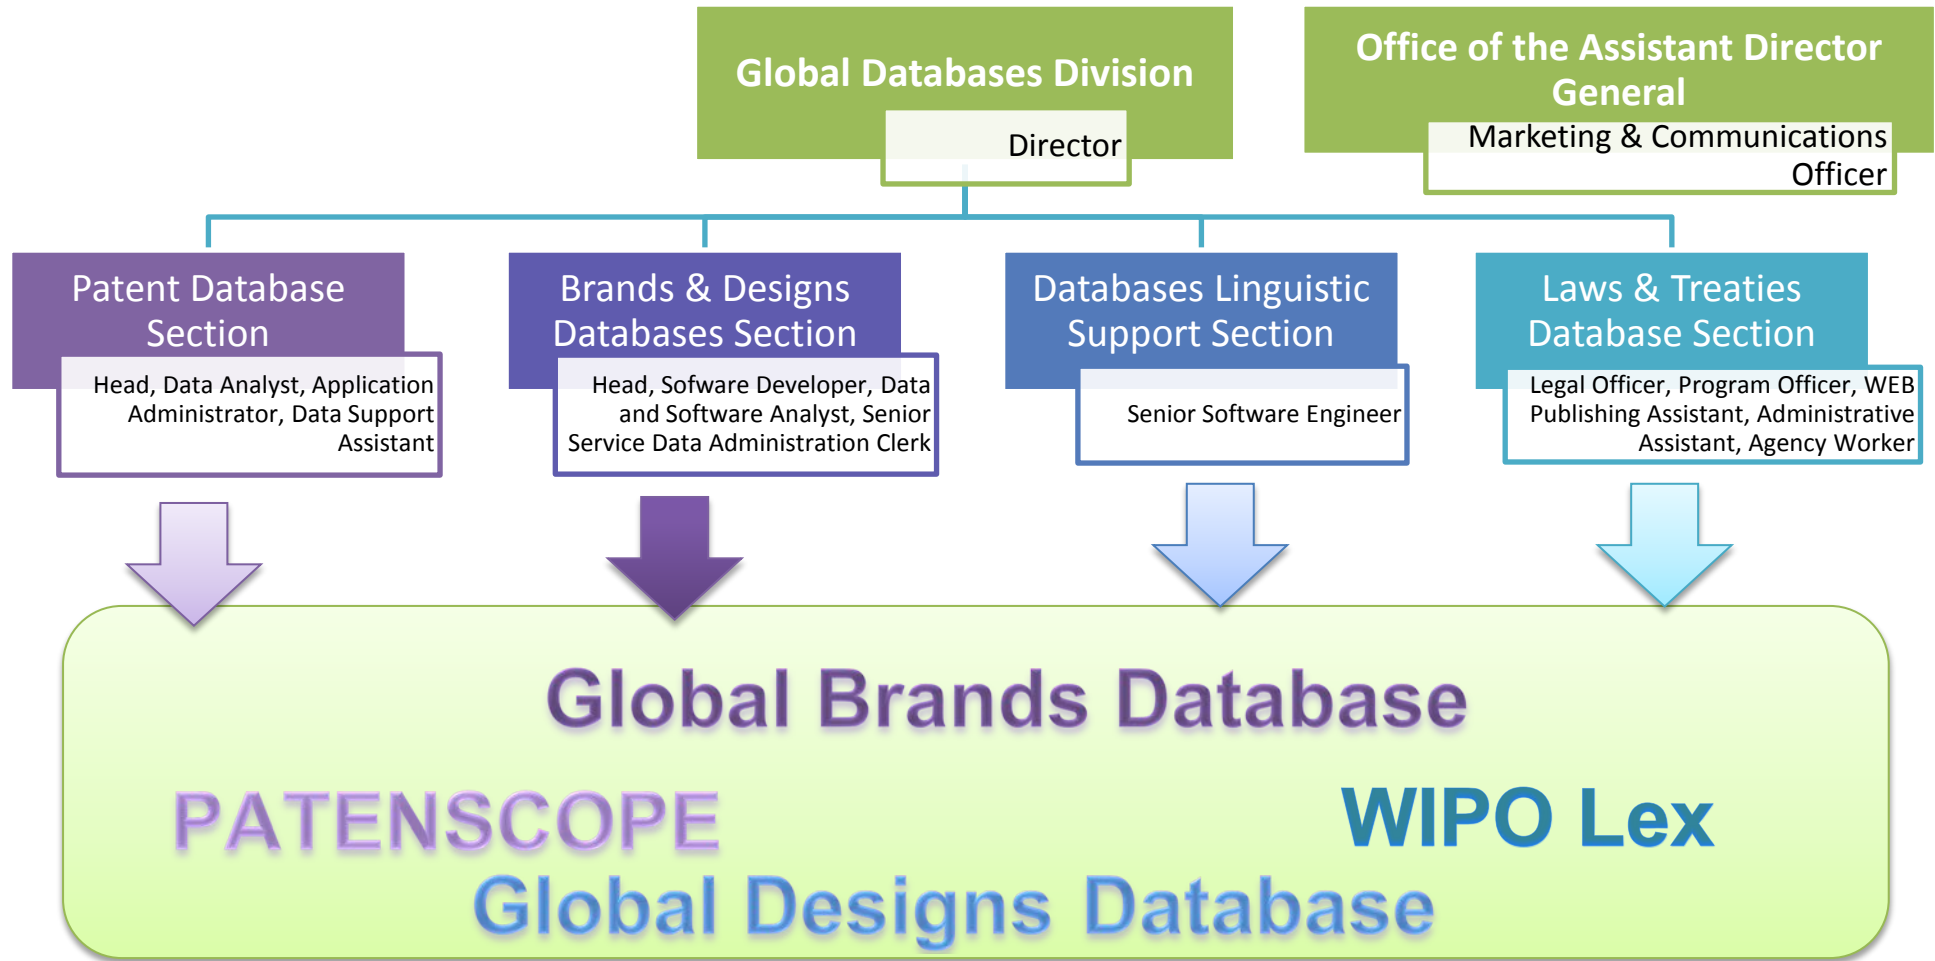 Global Databases Division
Director
Office of the Assistant Director
General
Marketing & Communications
Officer
Patent Database
Section
Head, Data Analyst, Application
Administrator, Data Support
Assistant
Brands & Designs
Databases Section
Head, Sofware Developer, Data
and Software Analyst, Senior
Service Data Administration Clerk
Databases Linguistic
Support Section
Senior Software Engineer
Laws & Treaties
Database Section
Legal Officer, Program Officer, WEB
Publishing Assistant, Administrative
Assistant, Agency Worker
Global Brands Database
PATENSCOPE
WIPO Lex
Global Designs Database